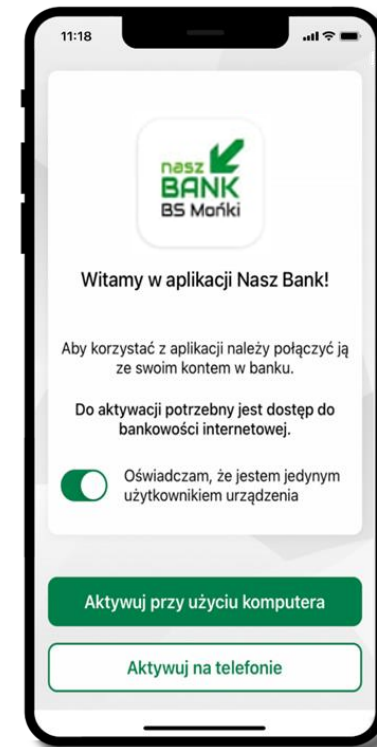 11:18
nasz
BANK
BS Mońki
Witamy w aplikacji Nasz Bank!
Aby korzystać z aplikacji należy połączyć ją
ze swoim kontem w banku.
Do aktywacji potrzebny jest dostęp do
bankowości internetowej.
Oświadczam, że jestem jedynym
użytkownikiem urządzenia
Aktywuj przy użyciu komputera
Aktywuj na telefonie